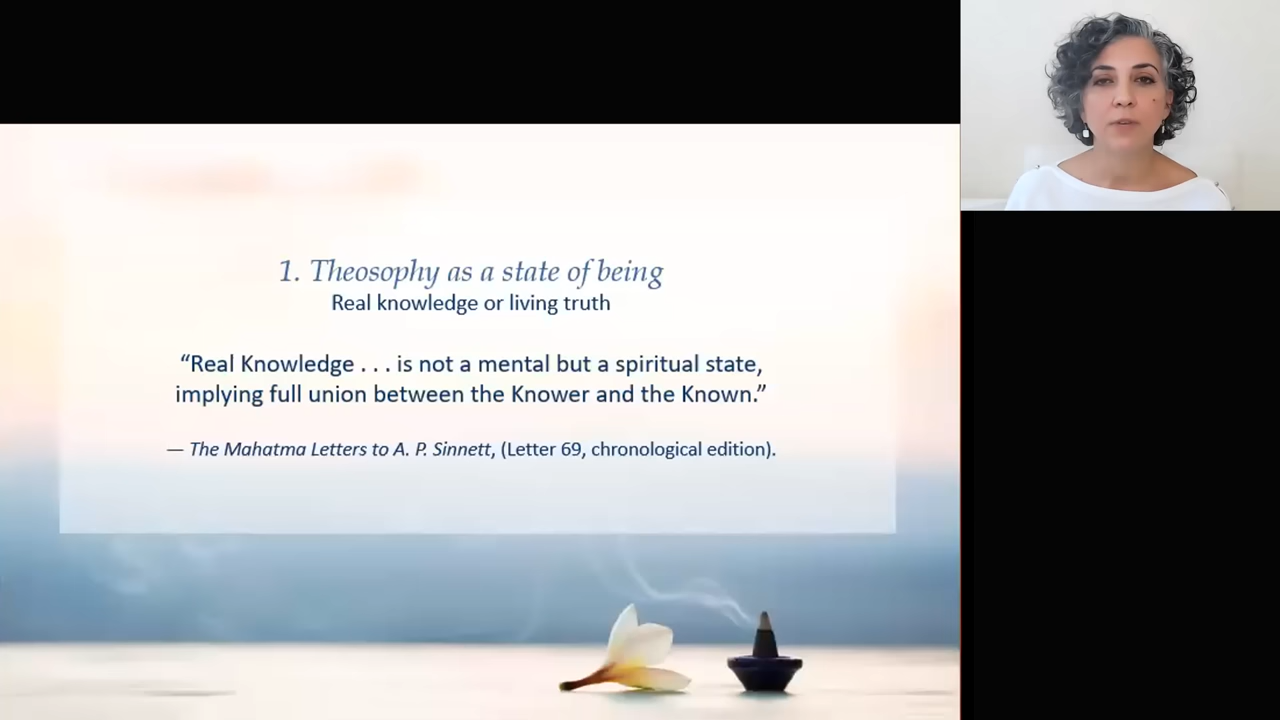 1. Theosophy as a state of being
Real knowledge or living truth
“Real Knowledge . . . is not a mental but a spiritual state,
implying full union between the Knower and the Known.”
— The Mahatma Letters to A. P. Sinnett, (Letter 69, chronological edition).